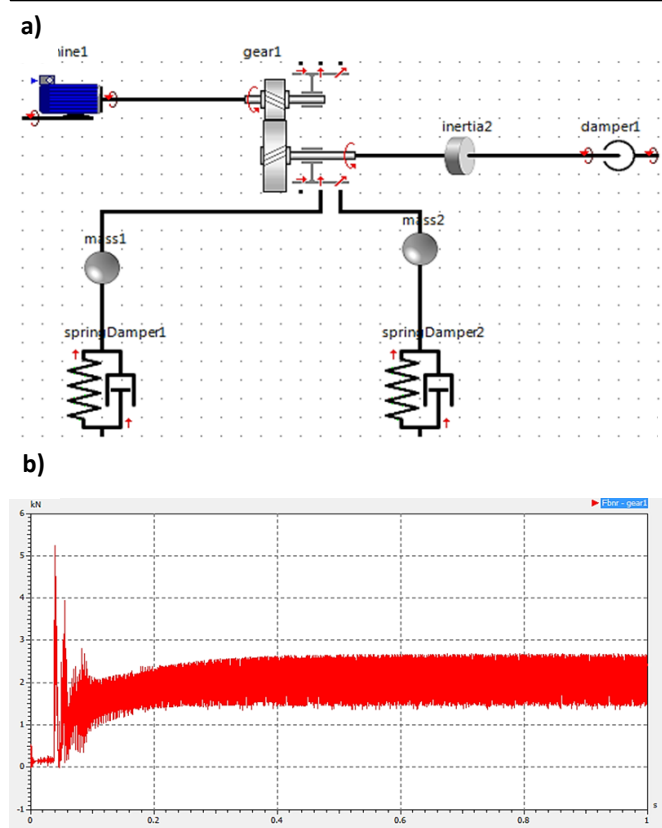 a)
hine1
gear1
inertia2
damper1
mass1
mass2
springDamper1
springDamper2
b)
kN
Fbnr - gear1
6
5
4
3
2
1
0
-1
0
0.2
0.4
0.6
0.8
1
s